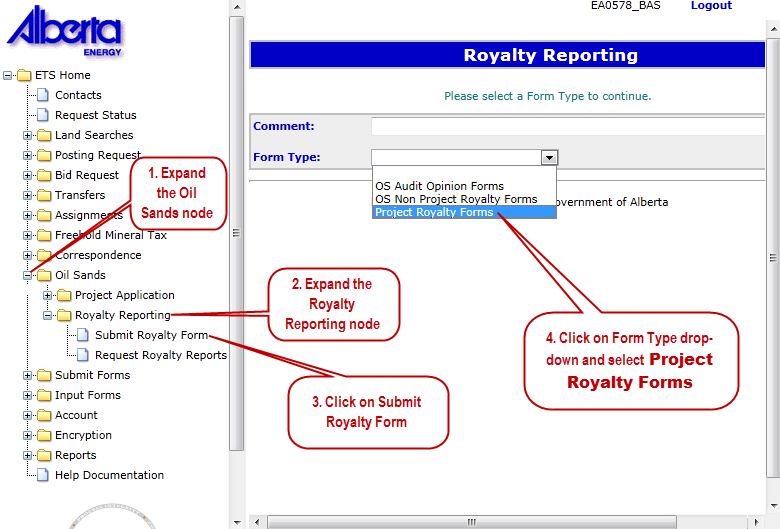 EA0578_BAS Logout
Alberta
ENERGY
ETS Home
Contacts
Request Status
Land Searches
Posting Request
Bid Request
Transfers
Assignments
Freehold Mineral Tax
Correspondence
Oil Sands
Project Application
Royalty Reporting
Submit Royalty Form
Request Royalty Reports
Submit Forms
Input Forms
Account
Encryption
Reports
Help Documentation
Royalty Reporting
Please select a Form Type to continue.
Comment:
Form Type:
OS Audit Opinion Forms
OS Non Project Royalty Forms
Project Royalty Forms
overnment of Alberta
1. Expand
the Oil
Sands node
2. Expand the
Royalty
Reporting node
3. Click on Submit
Royalty Form
4. Click on Form Type drop-
down and select Project
Royalty Forms